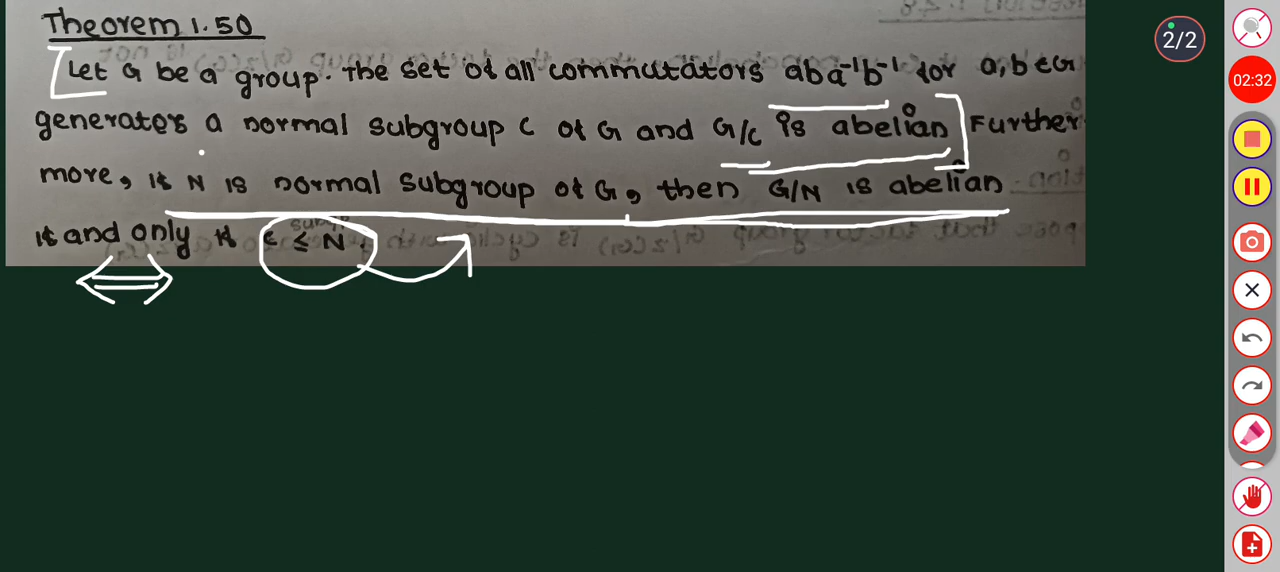 Theorem 1.50
2/2
Let G be a group. The set of all commutators aba⁻¹b⁻¹ for a,b ∈ G
02:32
generates a normal subgroup C of G and G/C is abelian Further
more, if N is normal subgroup of G, then G/N is abelian
if and only if C ≤ N.